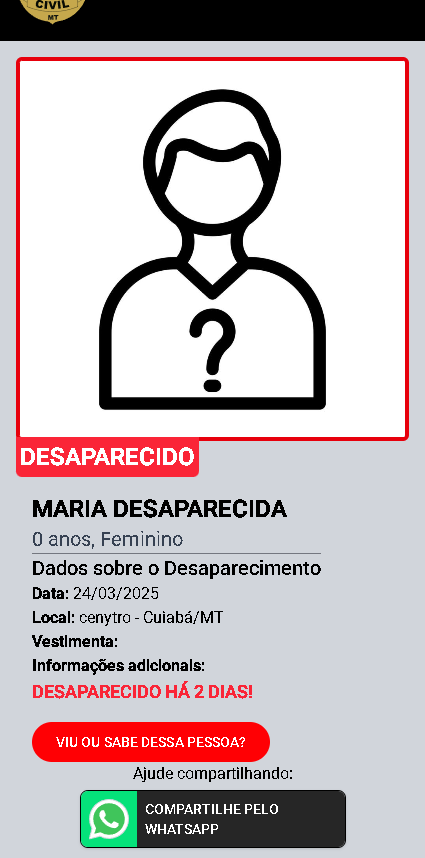 CIVIL
MT
?
DESAPARECIDO
MARIA DESAPARECIDA
0 anos, Feminino
Dados sobre o Desaparecimento
Data: 24/03/2025
Local: cenytro - Cuiabá/MT
Vestimenta:
Informações adicionais:
DESAPARECIDO HÁ 2 DIAS!
VIU OU SABE DESSA PESSOA?
Ajude compartilhando:
COMPARTILHE PELO
WHATSAPP